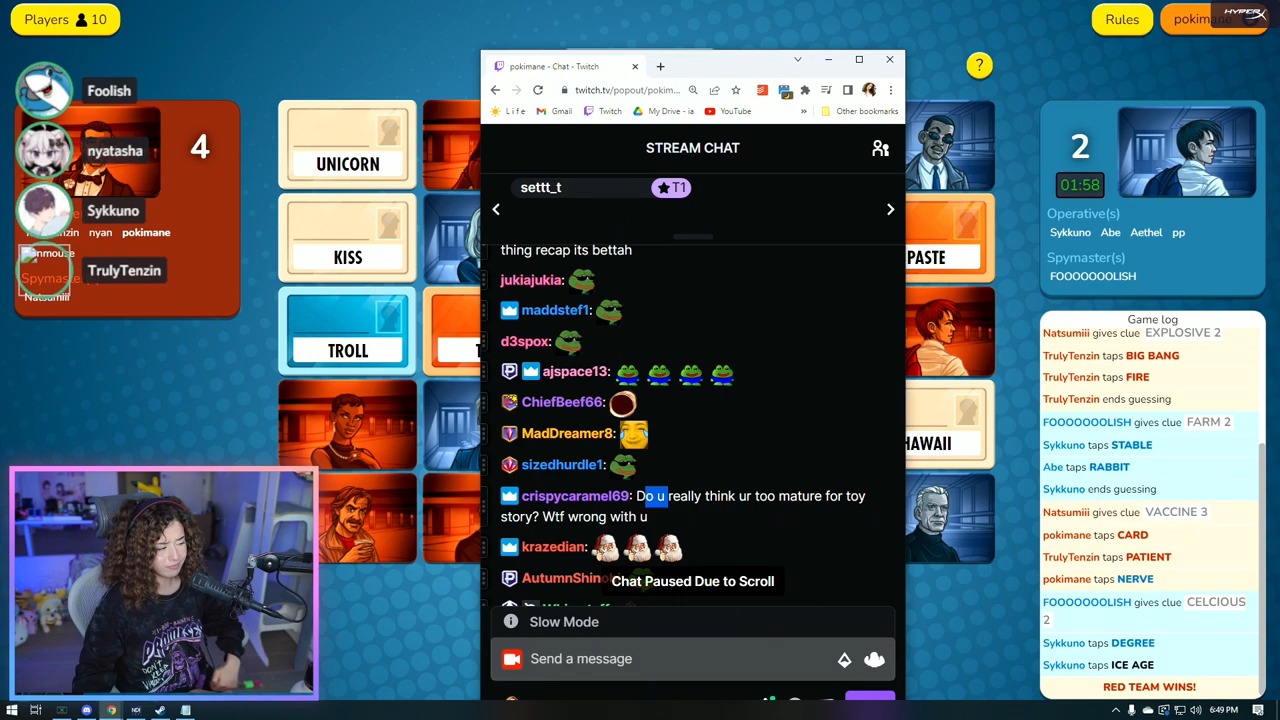 Players 10
Rules
pokimane
HYPERX
?
Foolish
nyatasha
Sykkuno
TrulyTenzin
4
nyan pokimane
Natsumiii
UNICORN
KISS
TROLL
PASTE
HAWAII
pokimane - Chat - Twitch
twitch.tv/popout/pokim...
Life
Gmail
Twitch
My Drive - ia
YouTube
»
Other bookmarks
STREAM CHAT
settt_t
T1
thing recap its bettah
jukiajukia:
maddstef1:
d3spox:
ajspace13:
ChiefBeef66:
MadDreamer8:
sizedhurdle1:
crispycaramel69: Do u really think ur too mature for toy
story? Wtf wrong with u
krazedian:
AutumnShino
Chat Paused Due to Scroll
Slow Mode
Send a message
2
01:58
Operative(s)
Sykkuno Abe Aethel pp
Spymaster(s)
FOOOOOOLISH
Game log
Natsumiii gives clue EXPLOSIVE 2
TrulyTenzin taps BIG BANG
TrulyTenzin taps FIRE
TrulyTenzin ends guessing
FOOOOOOLISH gives clue FARM 2
Sykkuno taps STABLE
Abe taps RABBIT
Sykkuno ends guessing
Natsumiii gives clue VACCINE 3
pokimane taps CARD
TrulyTenzin taps PATIENT
pokimane taps NERVE
FOOOOOOLISH gives clue CELCIOUS
2
Sykkuno taps DEGREE
Sykkuno taps ICE AGE
RED TEAM WINS!
6:49 PM